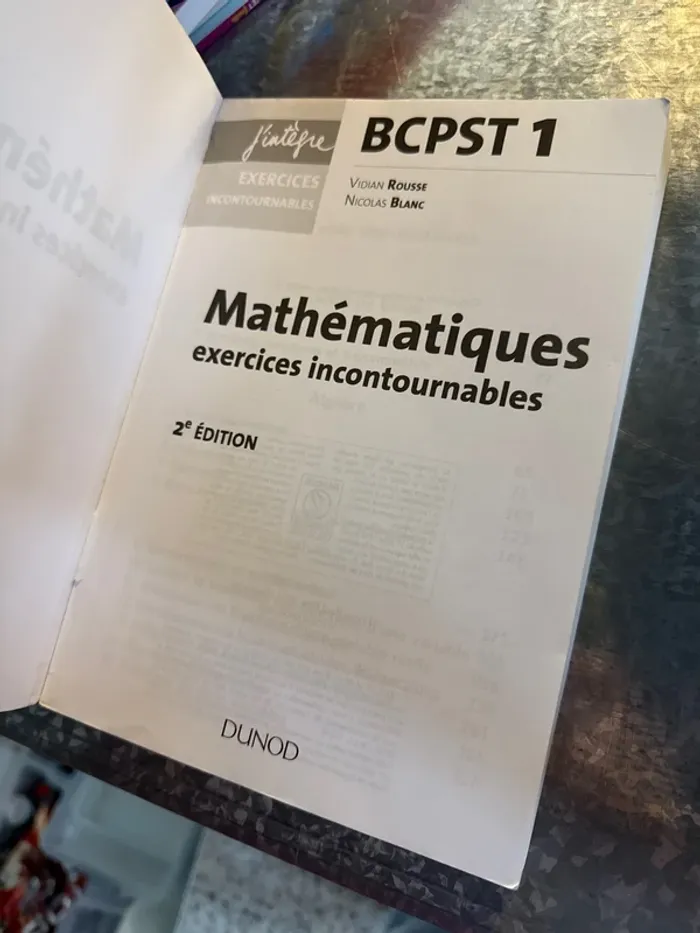 j'intègre
EXERCICES
INCONTOURNABLES
BCPST 1
VIDIAN ROUSSE
NICOLAS BLANC
Mathématiques
exercices incontournables
2e ÉDITION
DUNOD